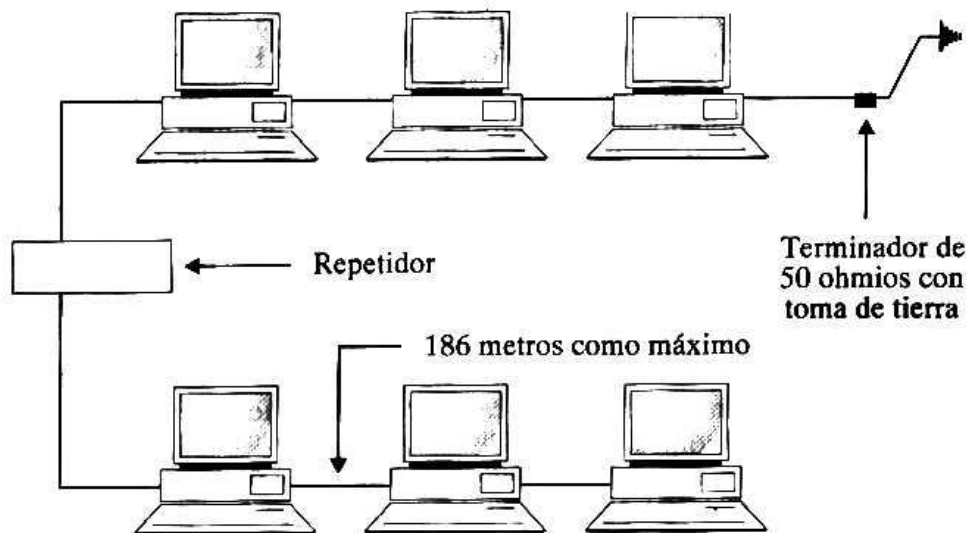 Repetidor
Terminador de
50 ohmios con
toma de tierra
186 metros como máximo